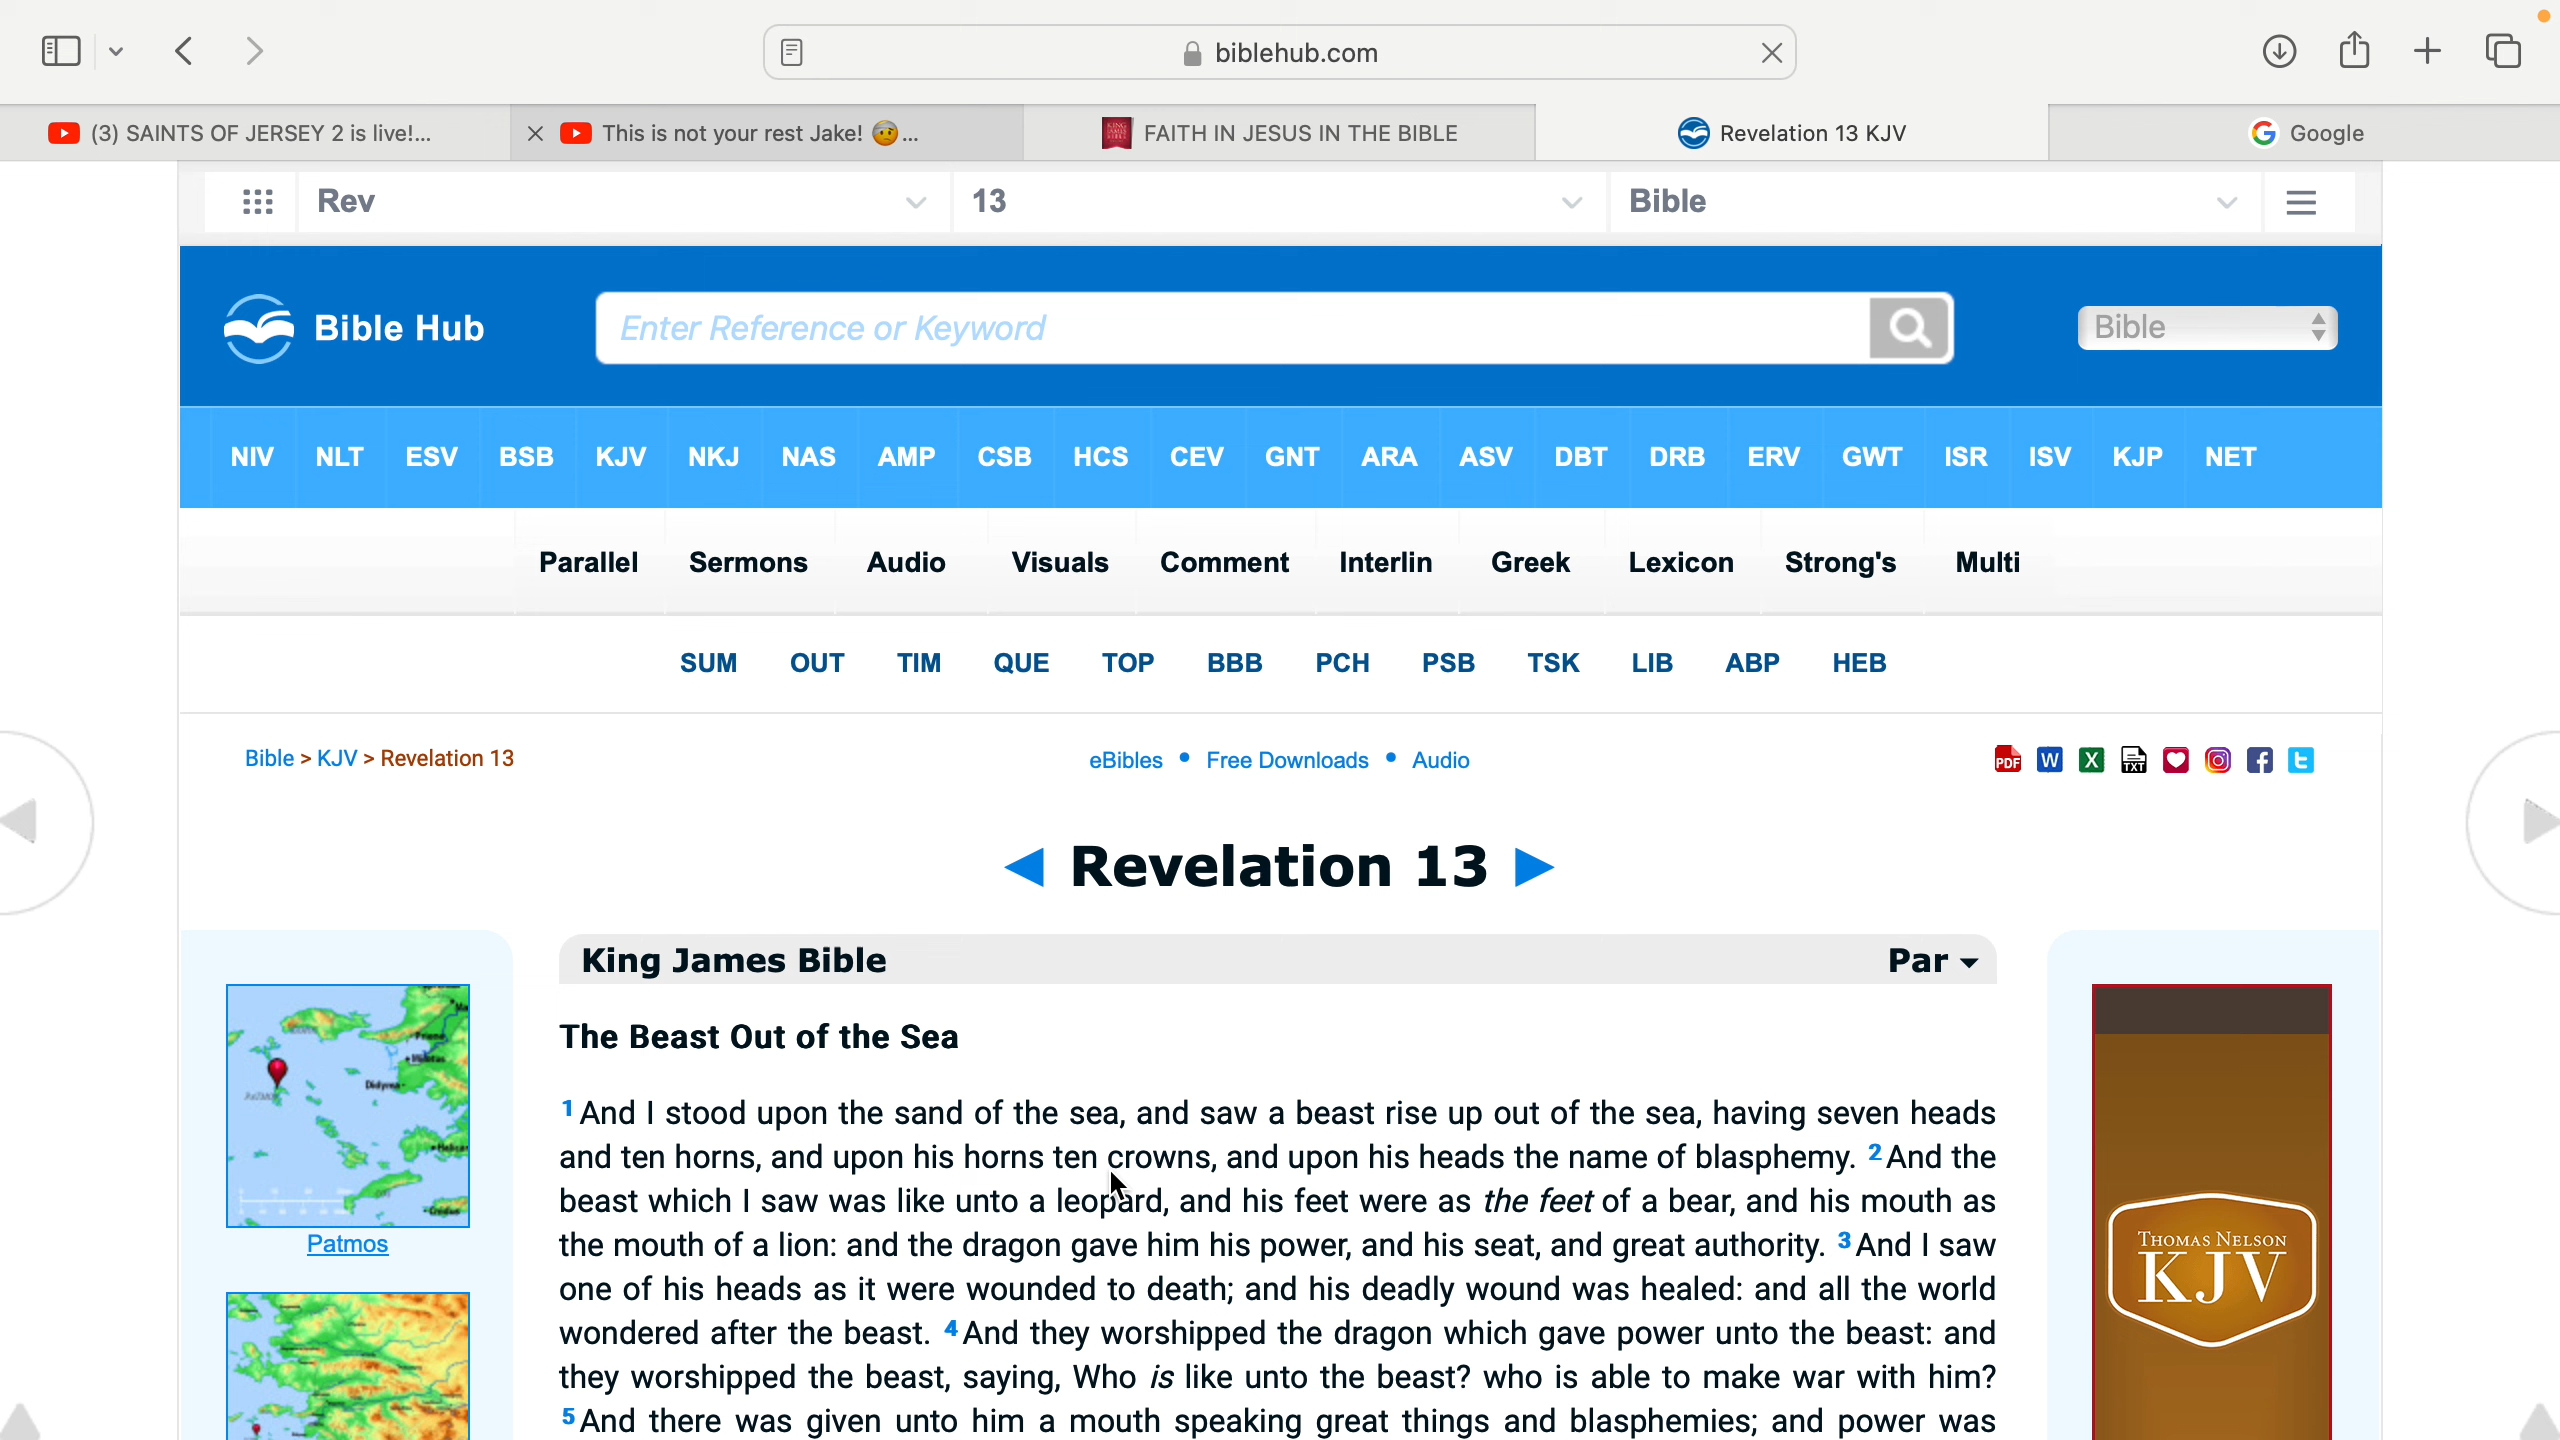 biblehub.com
(3) SAINTS OF JERSEY 2 is live!...
This is not your rest Jake! 🤕...
FAITH IN JESUS IN THE BIBLE
Revelation 13 KJV
Google
Rev
13
Bible
Bible Hub
Enter Reference or Keyword
Bible
NIV NLT ESV BSB KJV NKJ NAS AMP CSB HCS CEV GNT ARA ASV DBT DRB ERV GWT ISR ISV KJP NET
Parallel Sermons Audio Visuals Comment Interlin Greek Lexicon Strong's Multi
SUM OUT TIM QUE TOP BBB PCH PSB TSK LIB ABP HEB
Bible > KJV > Revelation 13
eBibles • Free Downloads • Audio
PDF W X TXT
◀ Revelation 13 ▶
King James Bible
Par
The Beast Out of the Sea
1 And I stood upon the sand of the sea, and saw a beast rise up out of the sea, having seven heads
and ten horns, and upon his horns ten crowns, and upon his heads the name of blasphemy. 2 And the
beast which I saw was like unto a leopard, and his feet were as the feet of a bear, and his mouth as
the mouth of a lion: and the dragon gave him his power, and his seat, and great authority. 3 And I saw
one of his heads as it were wounded to death; and his deadly wound was healed: and all the world
wondered after the beast. 4 And they worshipped the dragon which gave power unto the beast: and
they worshipped the beast, saying, Who is like unto the beast? who is able to make war with him?
5 And there was given unto him a mouth speaking great things and blasphemies; and power was
Didyma
Patmos
THOMAS NELSON
KJV